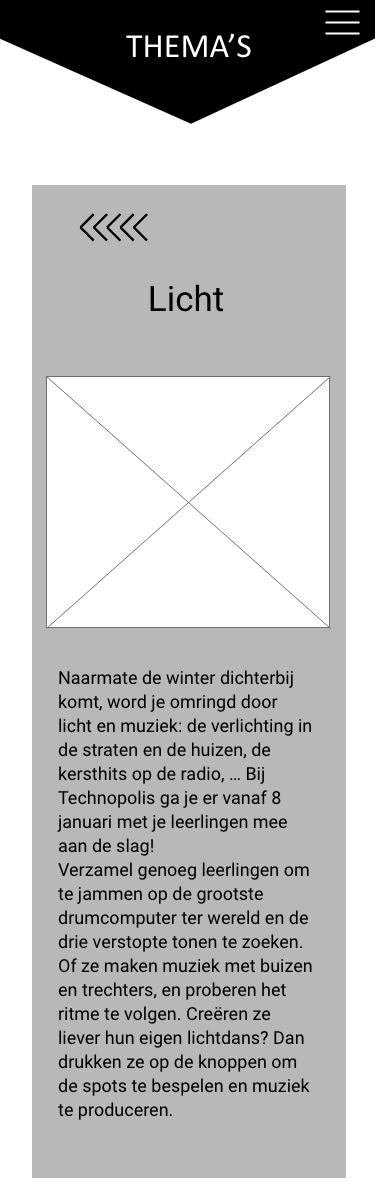 THEMA’S
Licht
Naarmate de winter dichterbij
komt, word je omringd door
licht en muziek: de verlichting in
de straten en de huizen, de
kersthits op de radio, … Bij
Technopolis ga je er vanaf 8
januari met je leerlingen mee
aan de slag!
Verzamel genoeg leerlingen om
te jammen op de grootste
drumcomputer ter wereld en de
drie verstopte tonen te zoeken.
Of ze maken muziek met buizen
en trechters, en proberen het
ritme te volgen. Creëren ze
liever hun eigen lichtdans? Dan
drukken ze op de knoppen om
de spots te bespelen en muziek
te produceren.